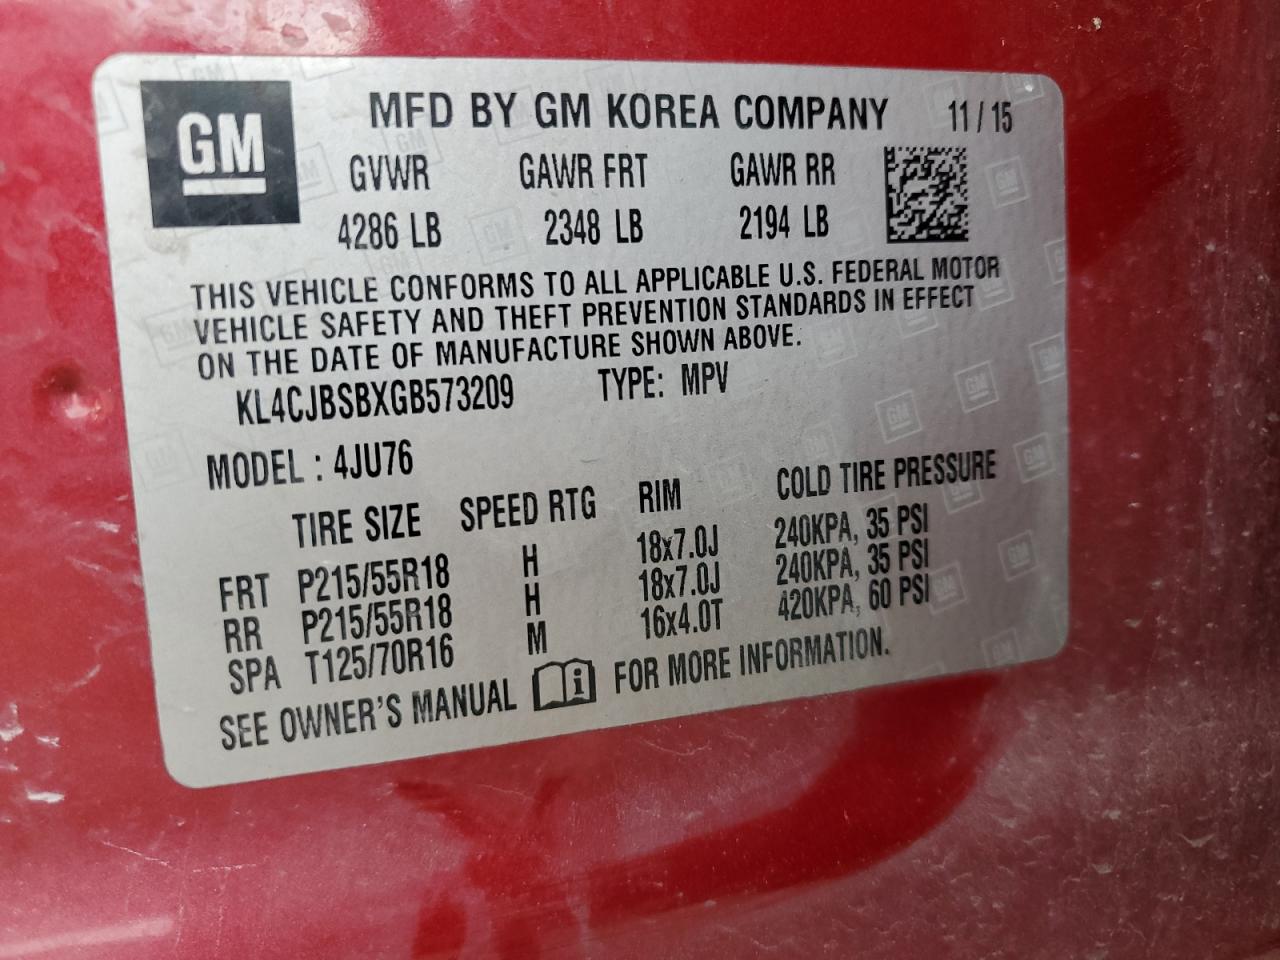 GM
MFD BY GM KOREA COMPANY 11 / 15
GVWR GAWR FRT GAWR RR
4286 LB 2348 LB 2194 LB
THIS VEHICLE CONFORMS TO ALL APPLICABLE U.S. FEDERAL MOTOR
VEHICLE SAFETY AND THEFT PREVENTION STANDARDS IN EFFECT
ON THE DATE OF MANUFACTURE SHOWN ABOVE.
KL4CJBSBXGB573209 TYPE: MPV
MODEL : 4JU76
TIRE SIZE SPEED RTG RIM COLD TIRE PRESSURE
FRT P215/55R18 H 18x7.0J 240KPA, 35 PSI
RR P215/55R18 H 18x7.0J 240KPA, 35 PSI
SPA T125/70R16 M 16x4.0T 420KPA, 60 PSI
SEE OWNER'S MANUAL i FOR MORE INFORMATION.